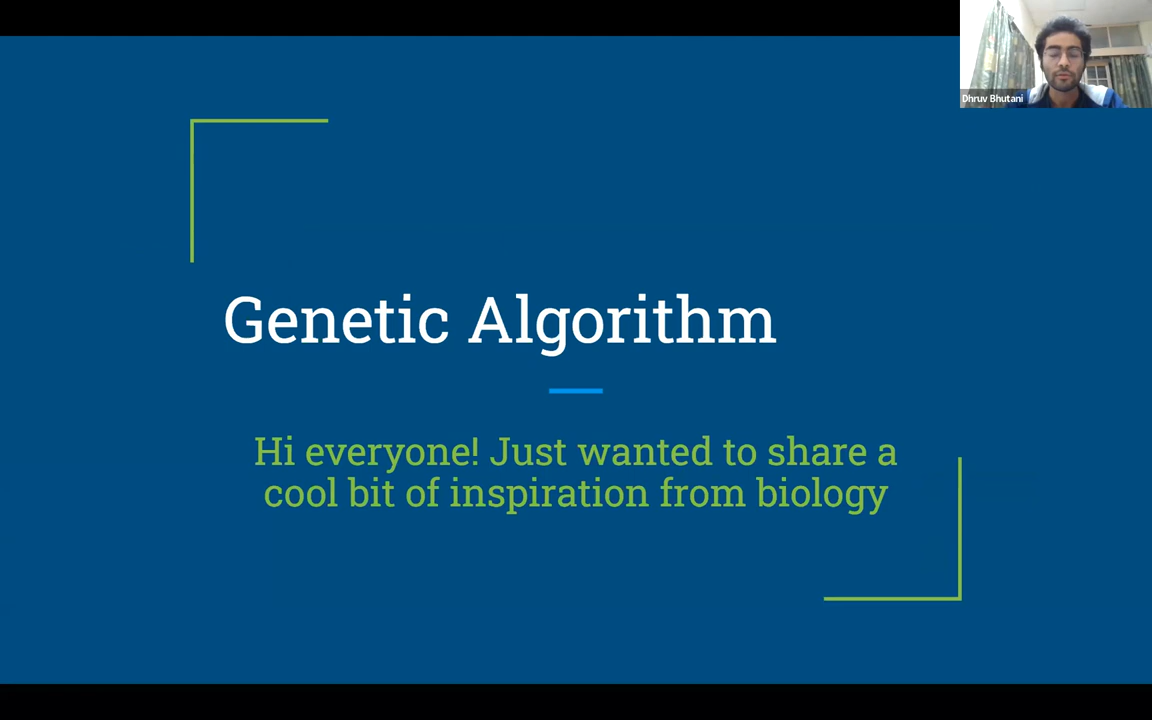 Dhruv Bhutani
Genetic Algorithm
Hi everyone! Just wanted to share a
cool bit of inspiration from biology